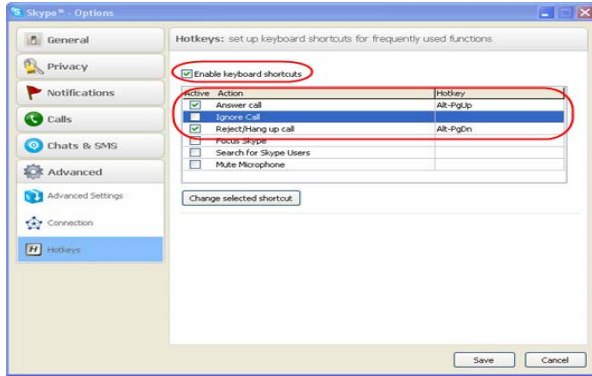 Skype™ - Options
General
Privacy
Notifications
Calls
Chats & SMS
Advanced
Advanced Settings
Connection
Hotkeys
Hotkeys: set up keyboard shortcuts for frequently used functions
Enable keyboard shortcuts
Active Action Hotkey
Answer call Alt-PgUp
Ignore Call
Reject/Hang up call Alt-PgDn
Focus Skype
Search for Skype Users
Mute Microphone
Change selected shortcut
Save Cancel